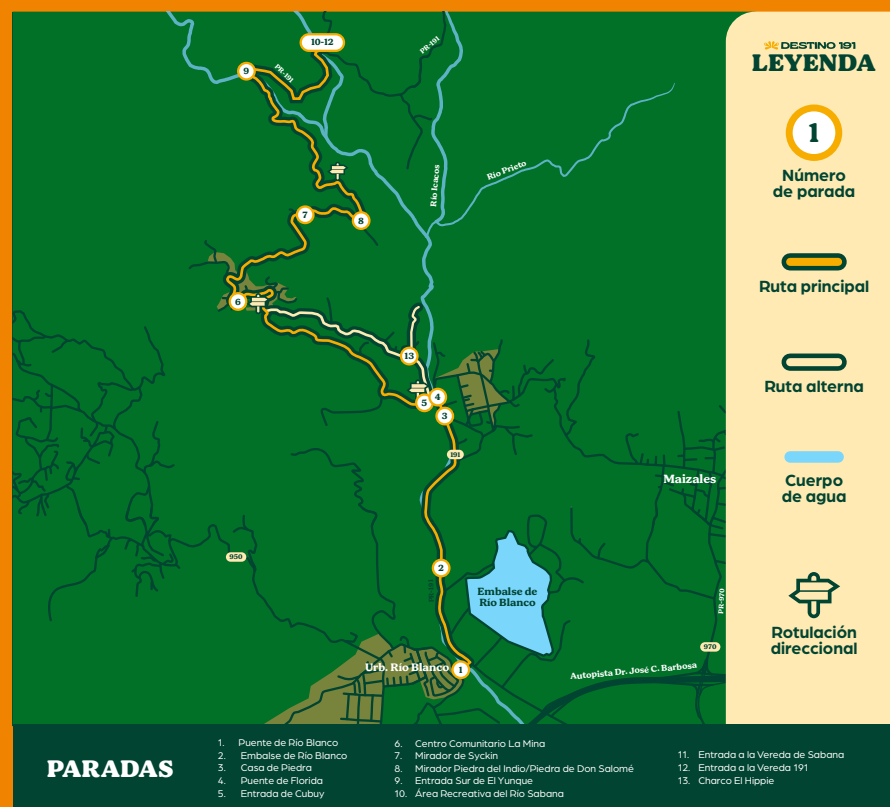 10-12
9
PR-191
PR-191
Río Icacos
Río Prieto
7
8
6
13
5
4
3
191
Maizales
950
2
PR-191
Embalse de
Río Blanco
PR-970
970
Urb. Río Blanco
1
Autopista Dr. José C. Barbosa
DESTINO 191
LEYENDA
1
Número
de parada
Ruta principal
Ruta alterna
Cuerpo
de agua
Rotulación
direccional
PARADAS
1. Puente de Río Blanco
2. Embalse de Río Blanco
3. Casa de Piedra
4. Puente de Florida
5. Entrada de Cubuy
6. Centro Comunitario La Mina
7. Mirador de Syckin
8. Mirador Piedra del Indio/Piedra de Don Salomé
9. Entrada Sur de El Yunque
10. Área Recreativa del Río Sabana
11. Entrada a la Vereda de Sabana
12. Entrada a la Vereda 191
13. Charco El Hippie